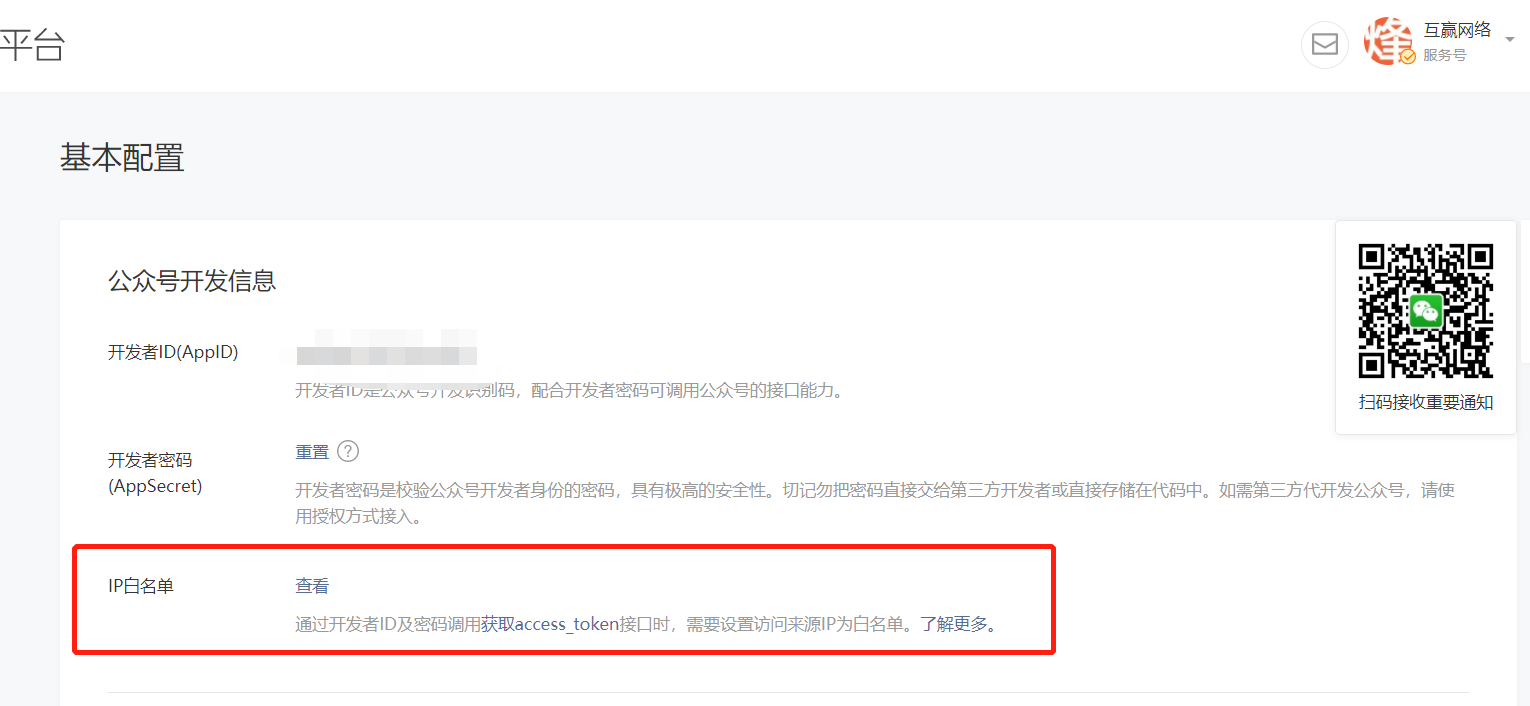 平台
互赢网络
服务号
基本配置
公众号开发信息
开发者ID(AppID)
开发者ID是公众号开发识别码，配合开发者密码可调用公众号的接口能力。
扫码接收重要通知
开发者密码
(AppSecret)
重置 ?
开发者密码是校验公众号开发者身份的密码，具有极高的安全性。切记勿把密码直接交给第三方开发者或直接存储在代码中。如需第三方代开发公众号，请使
用授权方式接入。
IP白名单
查看
通过开发者ID及密码调用获取access_token接口时，需要设置访问来源IP为白名单。了解更多。